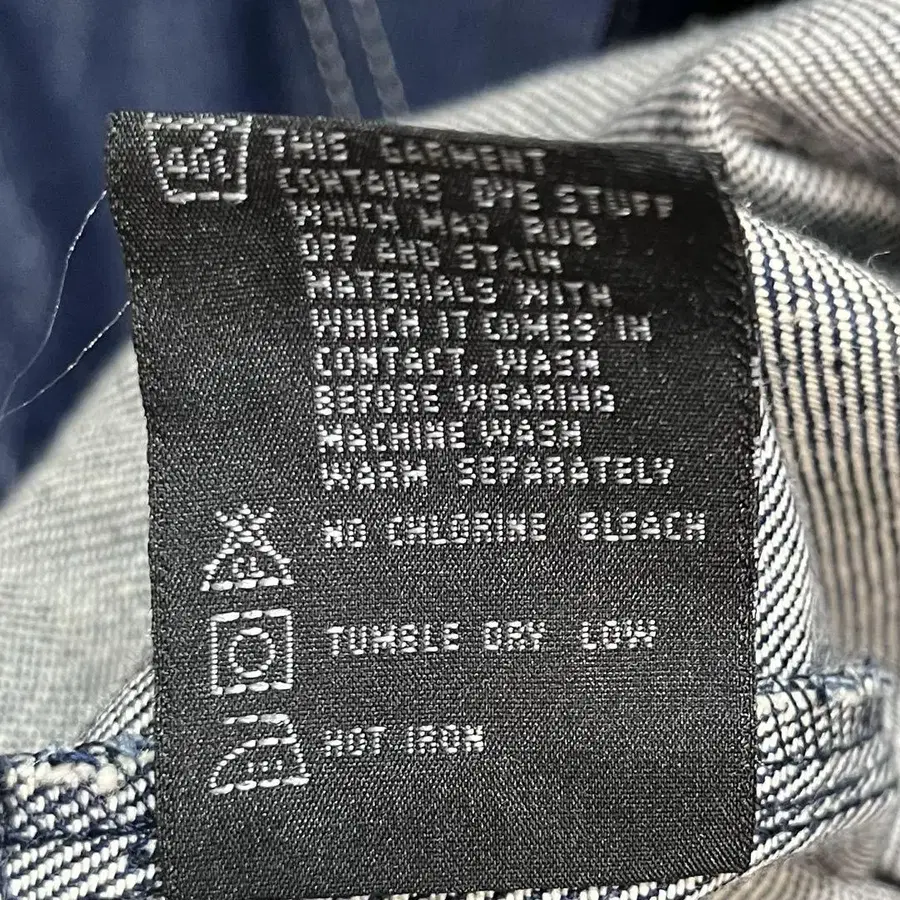 THIS GARMENT
CONTAINS DYE STUFF
WHICH MAY RUB
OFF AND STAIN
MATERIALS WITH
WHICH IT COMES IN
CONTACT, WASH
BEFORE WEARING
MACHINE WASH
WARM SEPARATELY
NO CHLORINE BLEACH
TUMBLE DRY LOW
HOT IRON